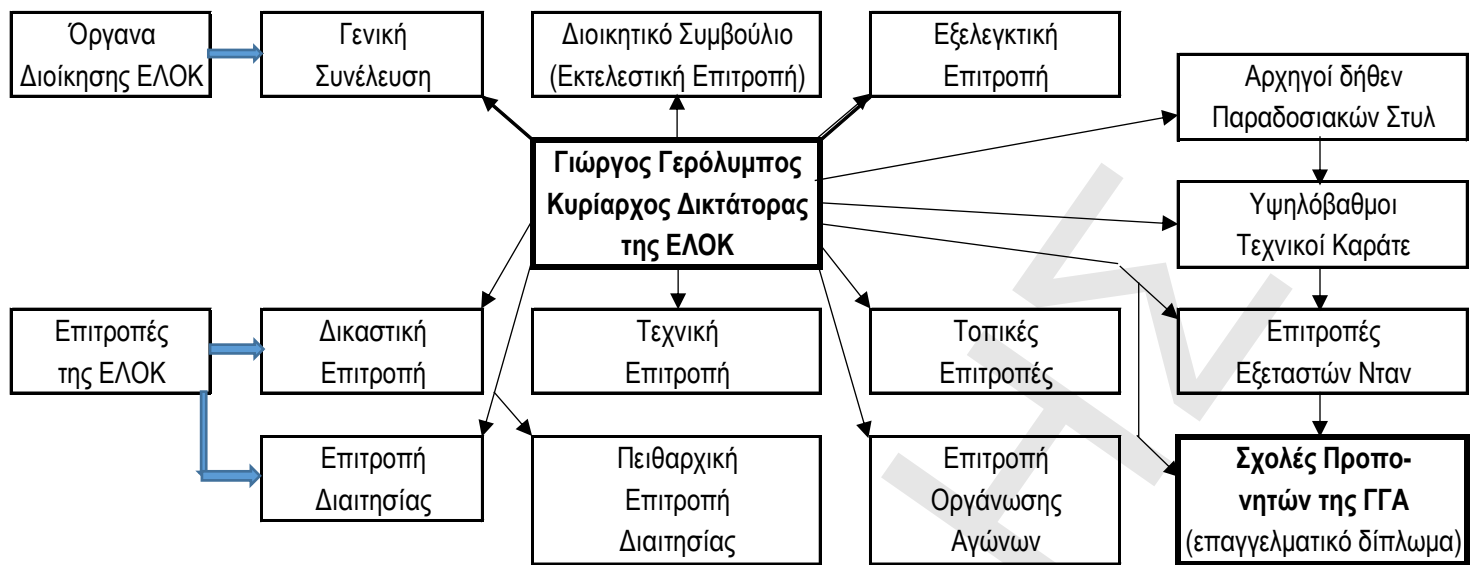 Όργανα
Διοίκησης ΕΛΟΚ
Γενική
Συνέλευση
Διοικητικό Συμβούλιο
(Εκτελεστική Επιτροπή)
Εξελεγκτική
Επιτροπή
Αρχηγοί δήθεν
Παραδοσιακών Στυλ
Γιώργος Γερόλυμπος
Κυρίαρχος Δικτάτορας
της ΕΛΟΚ
Υψηλόβαθμοι
Τεχνικοί Καράτε
Επιτροπές
της ΕΛΟΚ
Δικαστική
Επιτροπή
Τεχνική
Επιτροπή
Τοπικές
Επιτροπές
Επιτροπές
Εξεταστών Νταν
Επιτροπή
Διαιτησίας
Πειθαρχική
Επιτροπή
Διαιτησίας
Επιτροπή
Οργάνωσης
Αγώνων
Σχολές Προπο-
νητών της ΓΓΑ
(επαγγελματικό δίπλωμα)